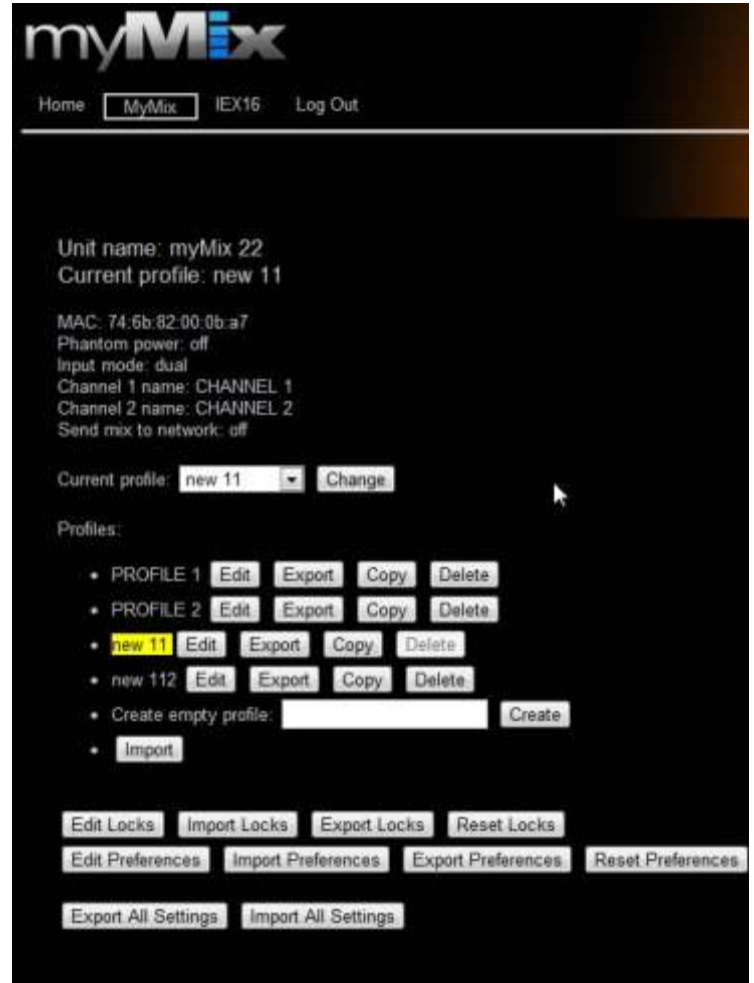 myMix
Home MyMix IEX16 Log Out
Unit name: myMix 22
Current profile: new 11
MAC: 74:6b:82:00:0b:a7
Phantom power: off
Input mode: dual
Channel 1 name: CHANNEL 1
Channel 2 name: CHANNEL 2
Send mix to network: off
Current profile: new 11 Change
Profiles:
• PROFILE 1 Edit Export Copy Delete
• PROFILE 2 Edit Export Copy Delete
• new 11 Edit Export Copy Delete
• new 112 Edit Export Copy Delete
• Create empty profile: Create
• Import
Edit Locks Import Locks Export Locks Reset Locks
Edit Preferences Import Preferences Export Preferences Reset Preferences
Export All Settings Import All Settings